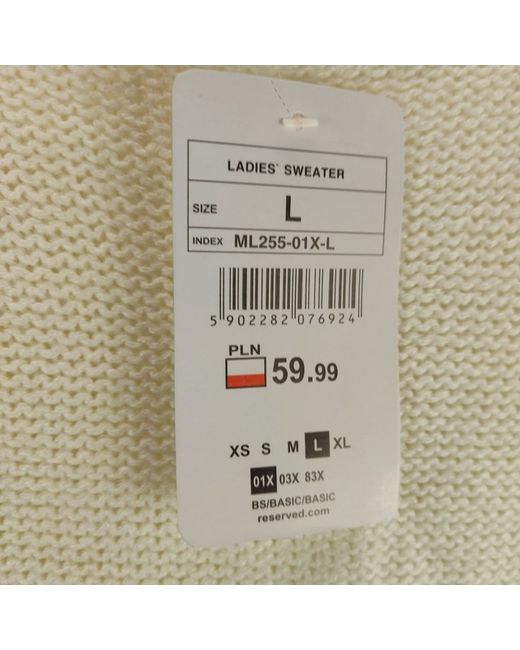 LADIES` SWEATER
SIZE L
INDEX ML255-01X-L
5 902282 076924
PLN
59.99
XS S M L XL
01X 03X 83X
BS/BASIC/BASIC
reserved.com